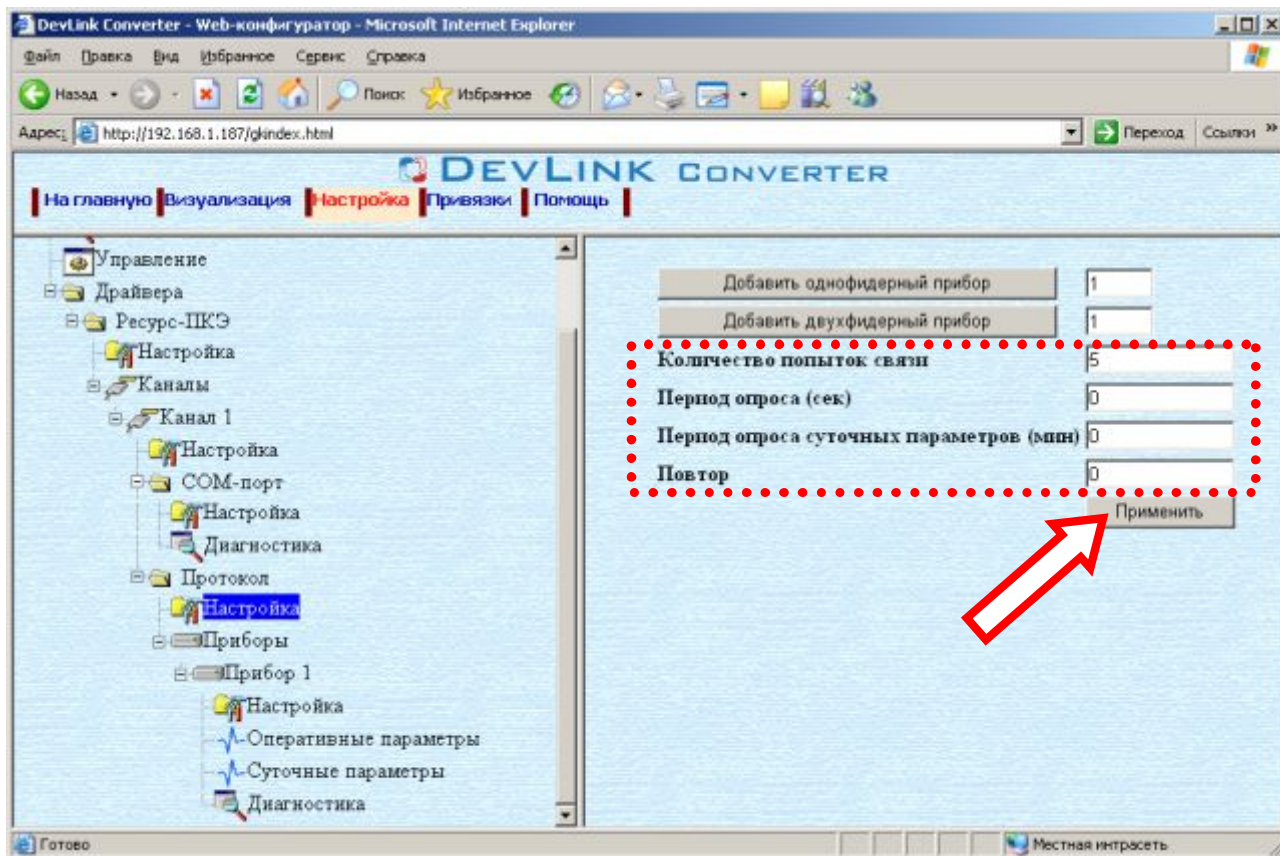 DevLink Converter - Web-конфигуратор - Microsoft Internet Explorer
Файл Правка Вид Избранное Сервис Справка
Назад Поиск Избранное
Адрес: http://192.168.1.187/gkindex.html Переход Ссылки »
DEVLINK CONVERTER
На главную Визуализация Настройка Привязки Помощь
Управление
Драйвера
Ресурс-ПКЭ
Настройка
Каналы
Канал 1
Настройка
COM-порт
Настройка
Диагностика
Протокол
Настройка
Приборы
Прибор 1
Настройка
Оперативные параметры
Суточные параметры
Диагностика
Добавить однофидерный прибор 1
Добавить двухфидерный прибор 1
Количество попыток связи 5
Период опроса (сек) 0
Период опроса суточных параметров (мин) 0
Повтор 0
Применить
Готово Местная интрасеть